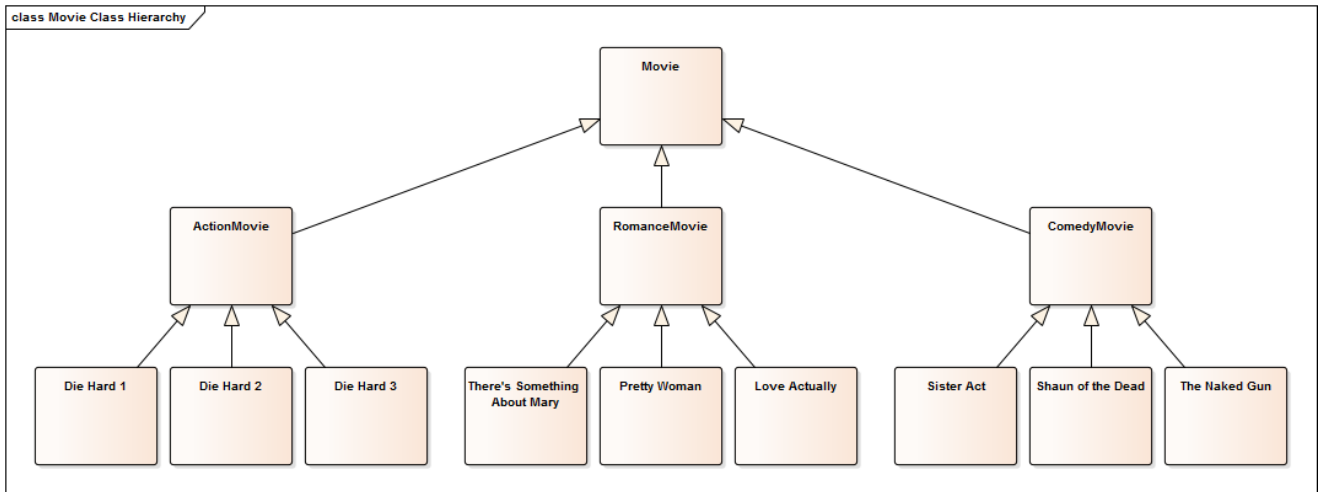 class Movie Class Hierarchy
Movie
ActionMovie
RomanceMovie
ComedyMovie
Die Hard 1
Die Hard 2
Die Hard 3
There's Something
About Mary
Pretty Woman
Love Actually
Sister Act
Shaun of the Dead
The Naked Gun